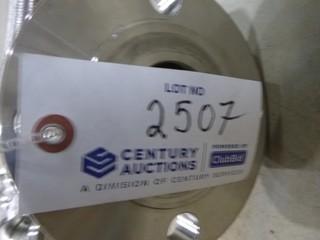 LOT NO
2507
CENTURY
AUCTIONS
POWERED BY
ClubBid
A DIVISION OF CENTURY SERVICES